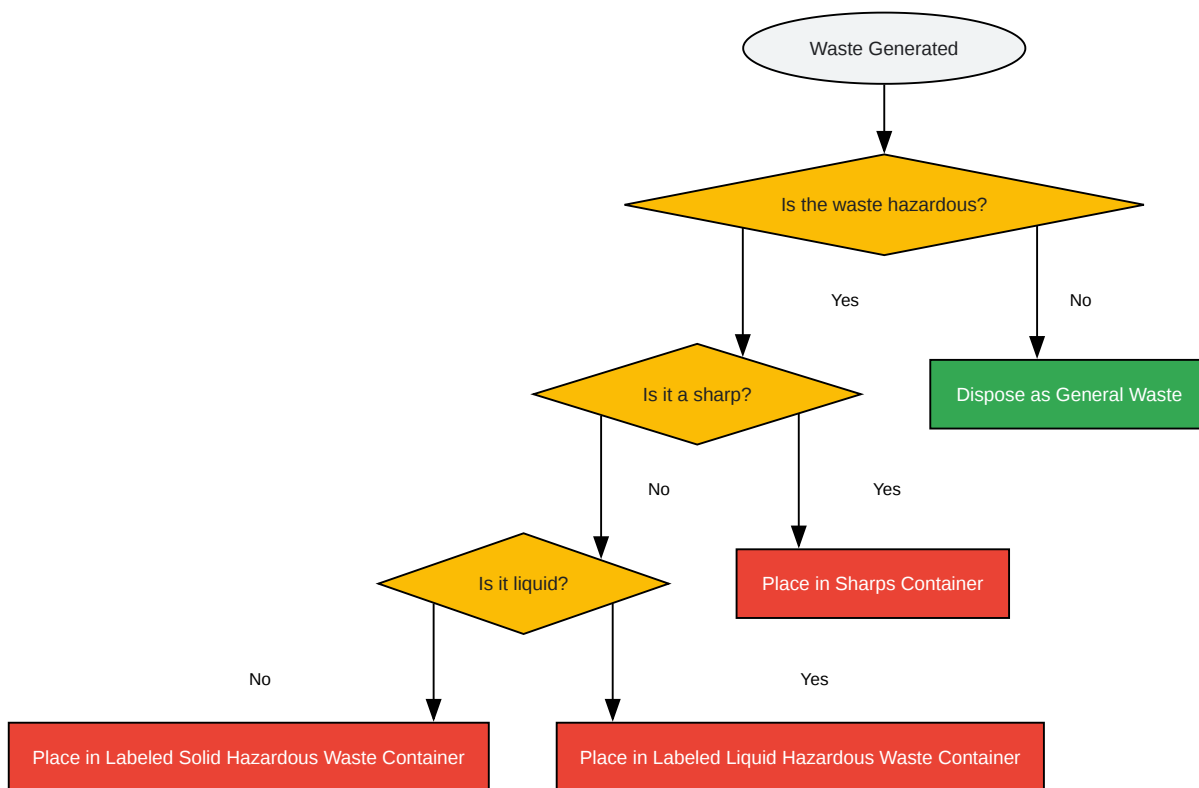 Waste Generated
Is the waste hazardous?
Yes
No
Is it a sharp?
Dispose as General Waste
No
Yes
Is it liquid?
Place in Sharps Container
No
Yes
Place in Labeled Solid Hazardous Waste Container
Place in Labeled Liquid Hazardous Waste Container